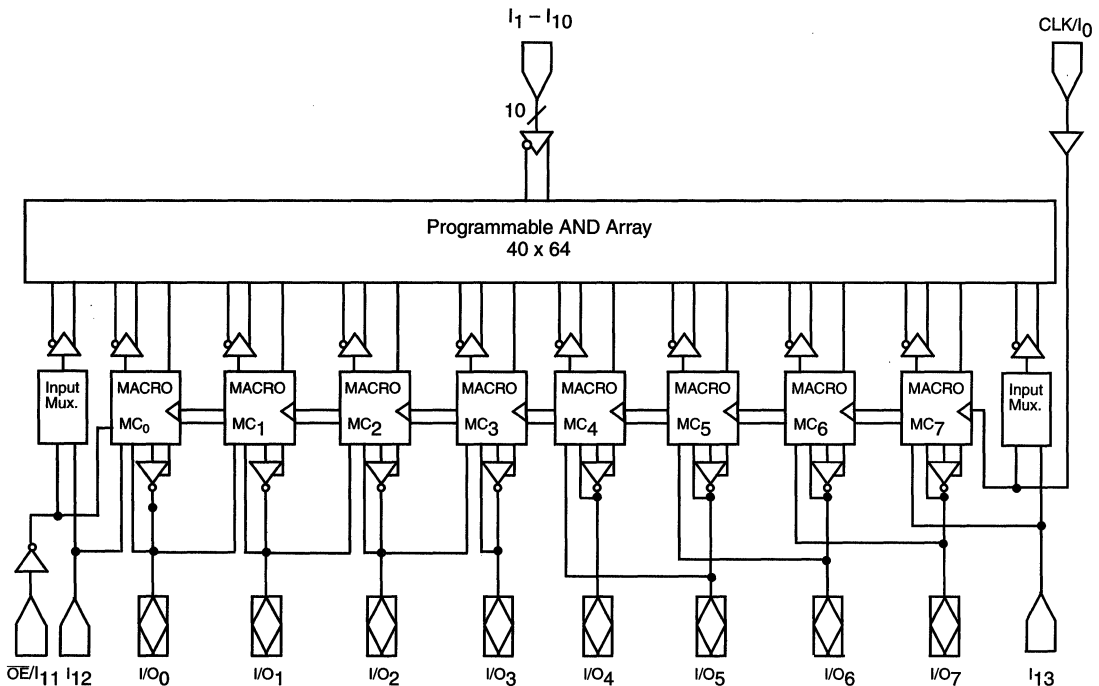 I1 – I10
CLK/I0
10
Programmable AND Array
40 x 64
Input
Mux.
MACRO
MC0
MACRO
MC1
MACRO
MC2
MACRO
MC3
MACRO
MC4
MACRO
MC5
MACRO
MC6
MACRO
MC7
Input
Mux.
O̅E̅/I11
I12
I/O0
I/O1
I/O2
I/O3
I/O4
I/O5
I/O6
I/O7
I13